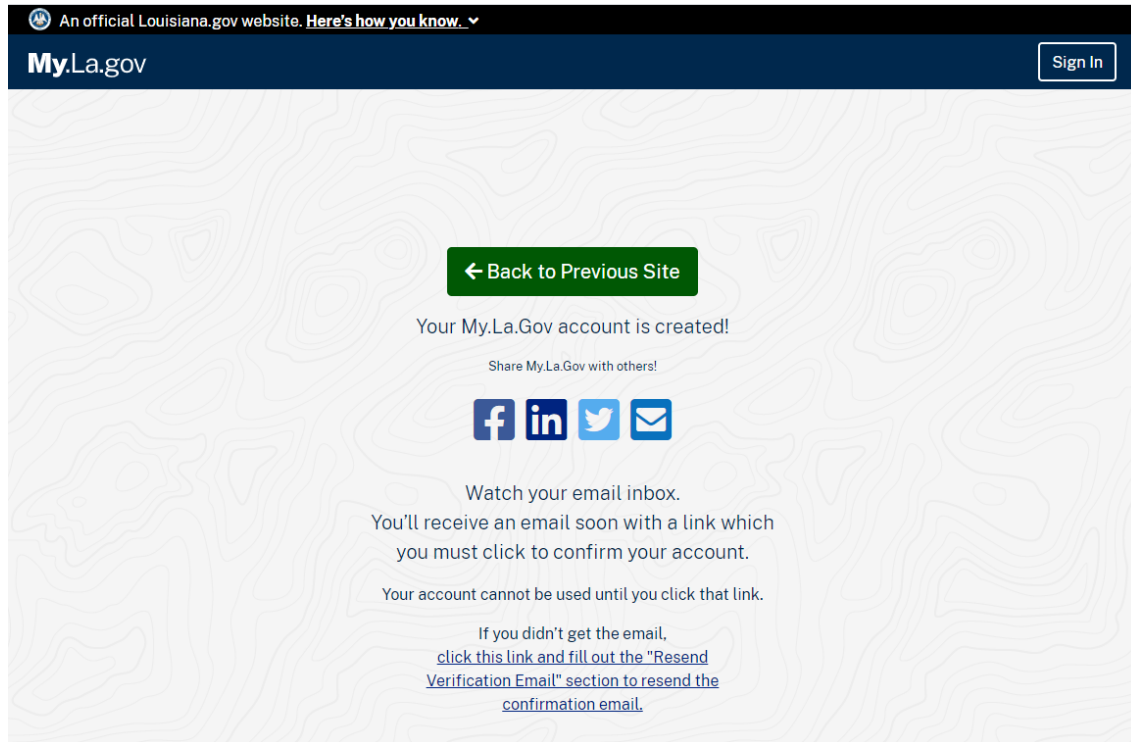 An official Louisiana.gov website. Here’s how you know.
My.La.gov
Sign In
Back to Previous Site
Your My.La.Gov account is created!
Share My.La.Gov with others!
Watch your email inbox.
You’ll receive an email soon with a link which
you must click to confirm your account.
Your account cannot be used until you click that link.
If you didn’t get the email,
click this link and fill out the "Resend
Verification Email" section to resend the
confirmation email.